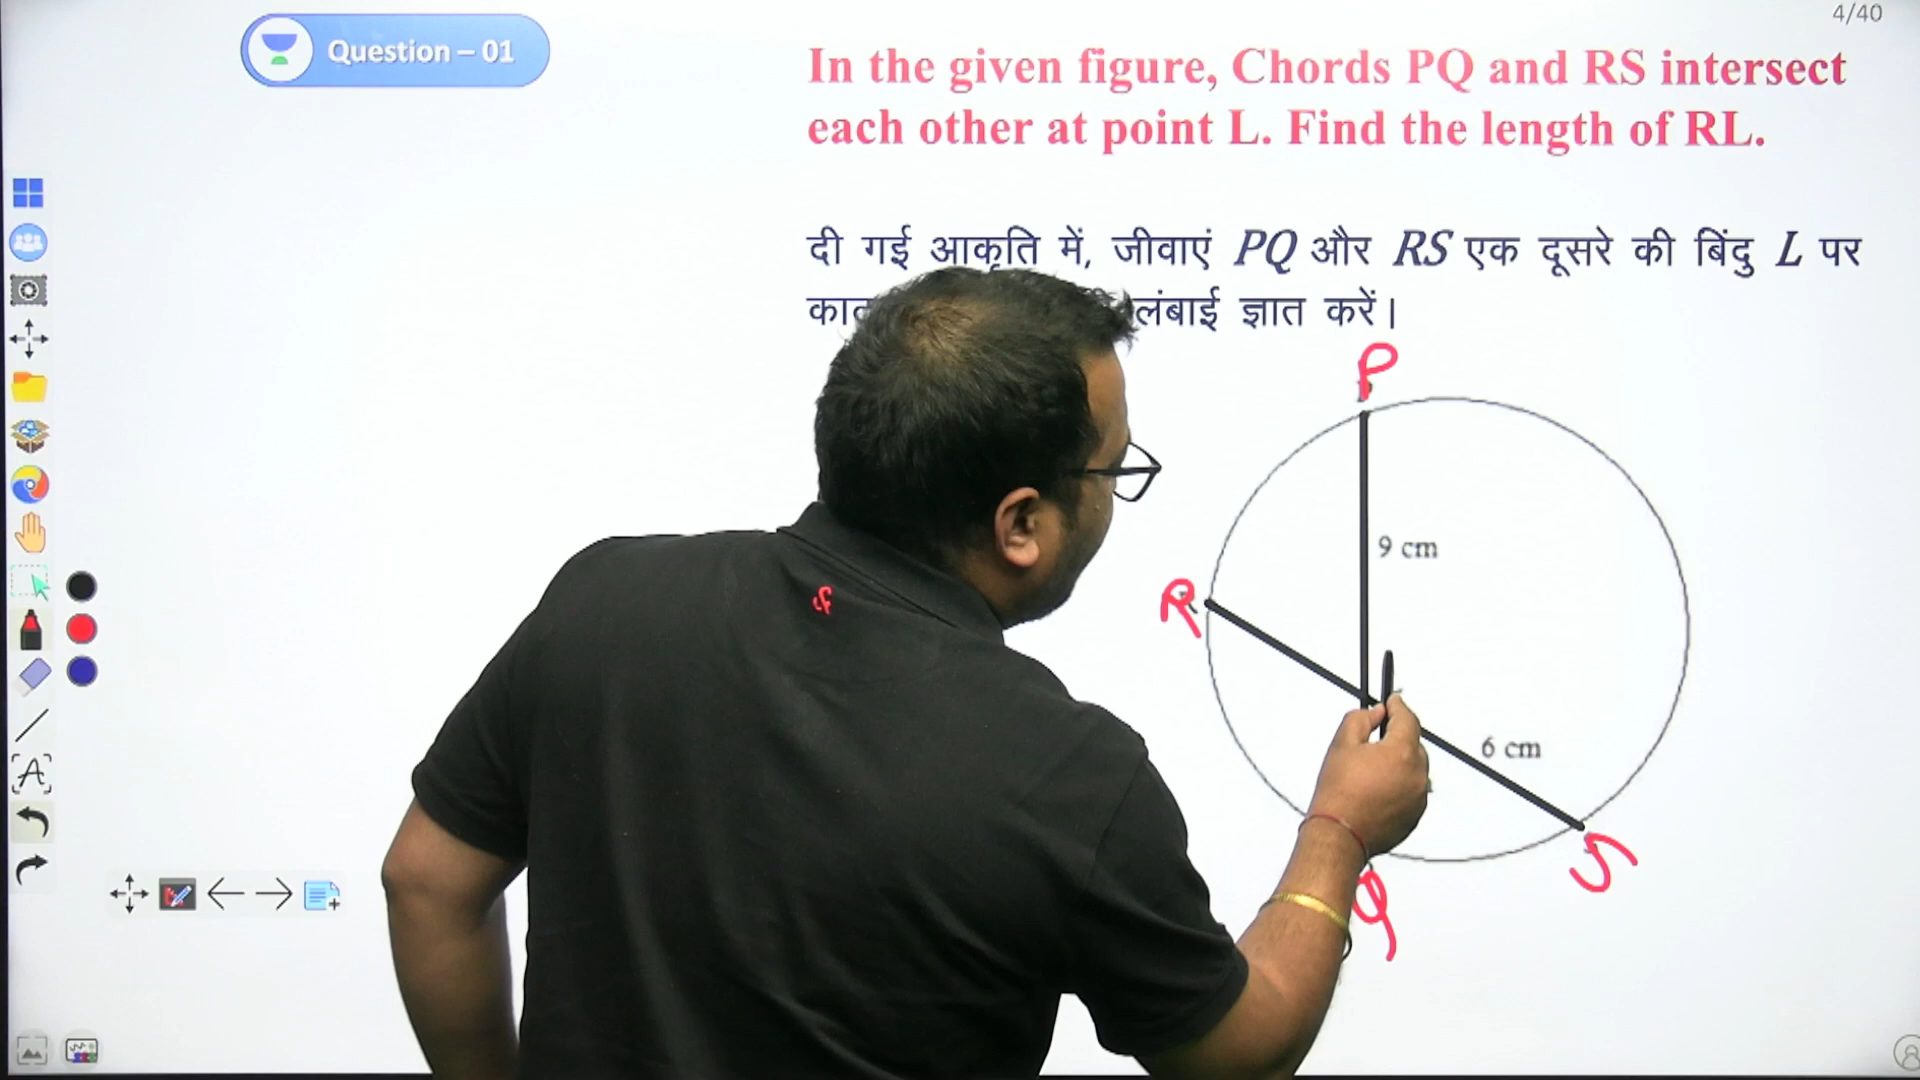 4/40
Question – 01
In the given figure, Chords PQ and RS intersect
each other at point L. Find the length of RL.
दी गई आकृति में, जीवाएं PQ और RS एक दूसरे की बिंदु L पर
लंबाई ज्ञात करें।
P
9 cm
R
6 cm
S
Q